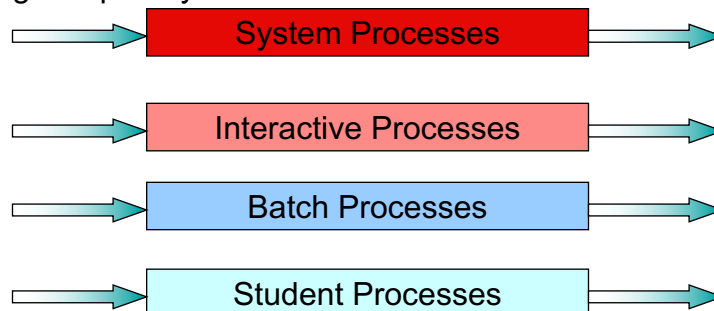 System Processes
Interactive Processes
Batch Processes
Student Processes